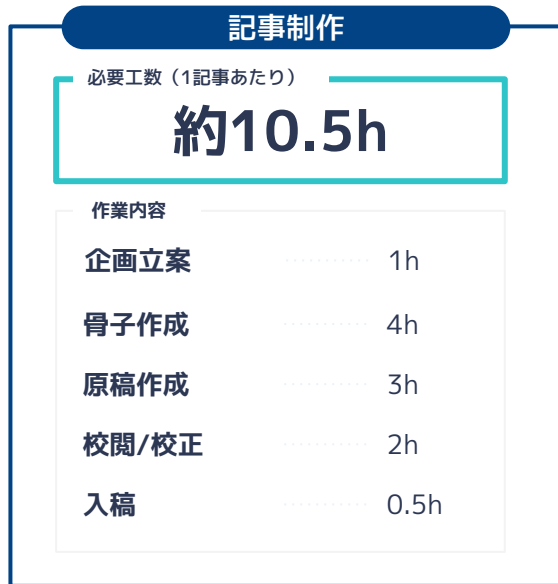 記事制作
必要工数（1記事あたり）
約10.5h
作業内容
企画立案 ・・・・・・・・・・ 1h
骨子作成 ・・・・・・・・・・ 4h
原稿作成 ・・・・・・・・・・ 3h
校閲/校正 ・・・・・・・・・・ 2h
入稿 ・・・・・・・・・・ 0.5h